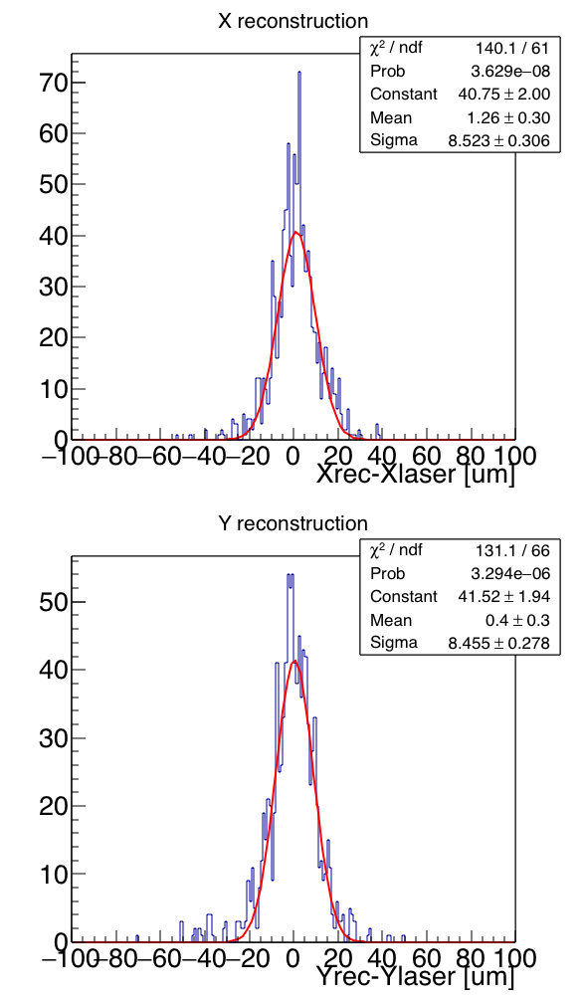 X reconstruction
χ² / ndf 140.1 / 61
Prob 3.629e−08
Constant 40.75 ± 2.00
Mean 1.26 ± 0.30
Sigma 8.523 ± 0.306
70
60
50
40
30
20
10
0
−100 −80 −60 −40 −20 0 20 40 60 80 100
Xrec-Xlaser [um]
Y reconstruction
χ² / ndf 131.1 / 66
Prob 3.294e−06
Constant 41.52 ± 1.94
Mean 0.4 ± 0.3
Sigma 8.455 ± 0.278
50
40
30
20
10
0
−100 −80 −60 −40 −20 0 20 40 60 80 100
Yrec-Ylaser [um]